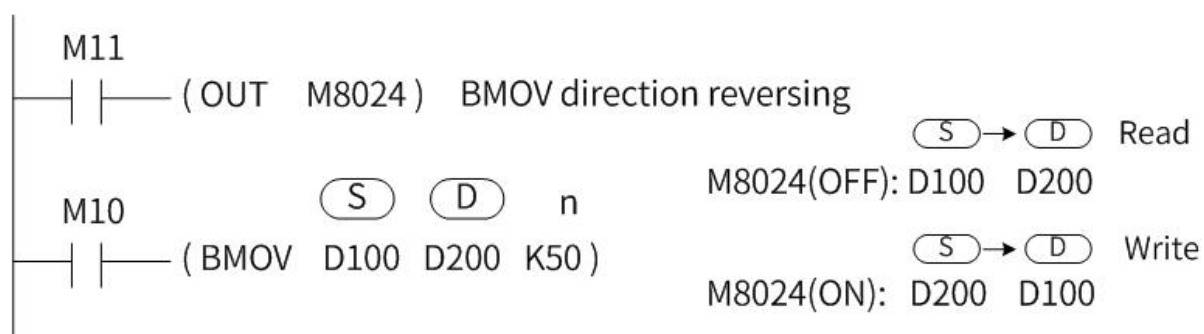 M11
( OUT M8024 ) BMOV direction reversing
S → D Read
M8024(OFF): D100 D200
S D n
M10
( BMOV D100 D200 K50 )
S → D Write
M8024(ON): D200 D100